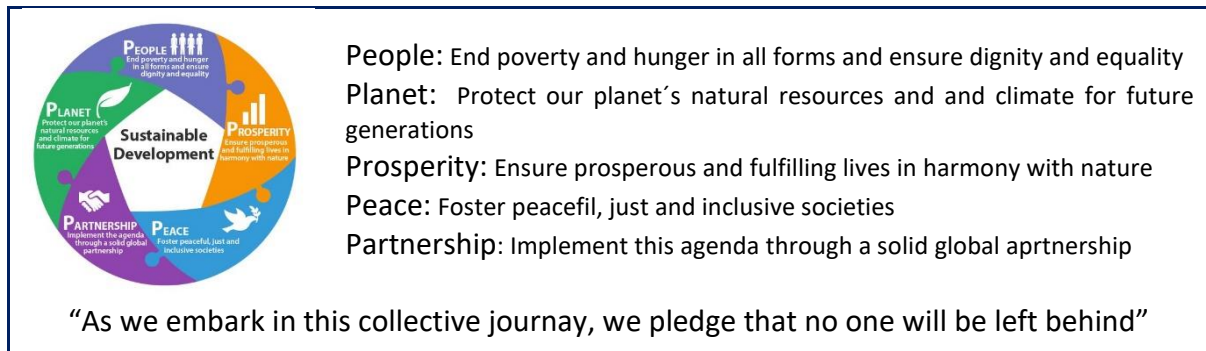 PEOPLE
End poverty and hunger
in all forms and ensure
dignity and equality
PROSPERITY
Ensure prosperous
and fulfilling lives in
harmony with nature
PEACE
Foster peaceful, just and
inclusive societies
PARTNERSHIP
Implement the agenda
through a solid global
partnership
PLANET
Protect our planet's
natural resources
and climate for
future generations
Sustainable
Development
People: End poverty and hunger in all forms and ensure dignity and equality
Planet: Protect our planet´s natural resources and and climate for future
generations
Prosperity: Ensure prosperous and fulfilling lives in harmony with nature
Peace: Foster peacefil, just and inclusive societies
Partnership: Implement this agenda through a solid global aprtnership
“As we embark in this collective journay, we pledge that no one will be left behind”